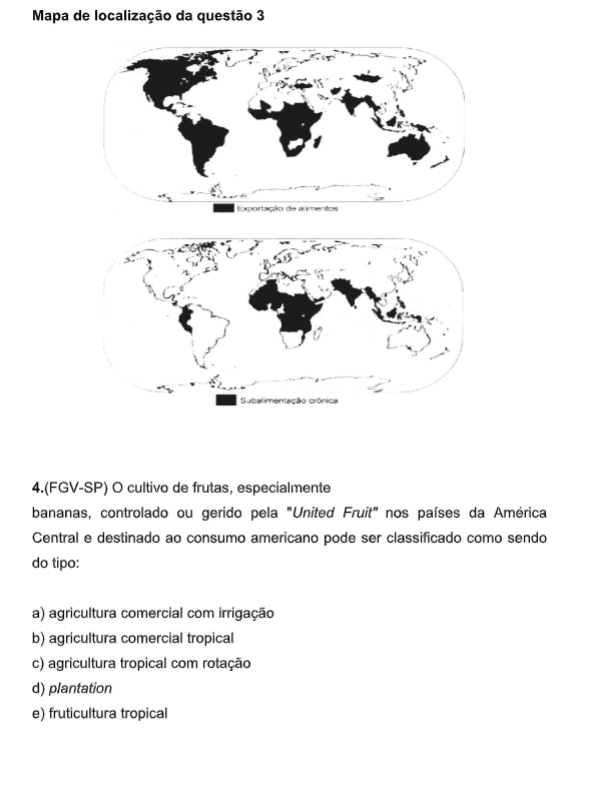 Mapa de localização da questão 3
Exportação de alimentos
Subalimentação crônica
4.(FGV-SP) O cultivo de frutas, especialmente
bananas, controlado ou gerido pela "United Fruit" nos países da América
Central e destinado ao consumo americano pode ser classificado como sendo
do tipo:
a) agricultura comercial com irrigação
b) agricultura comercial tropical
c) agricultura tropical com rotação
d) plantation
e) fruticultura tropical